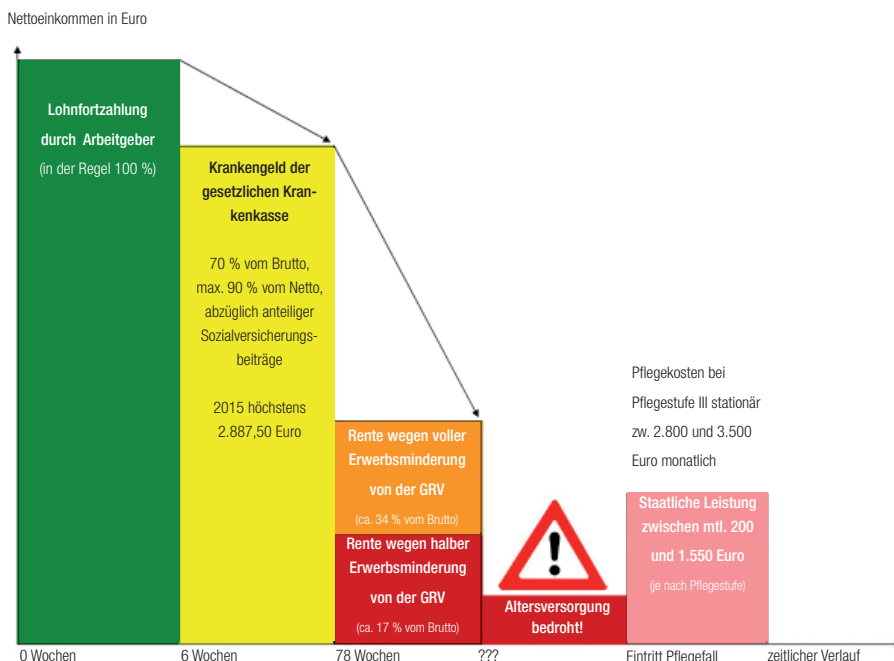 Nettoeinkommen in Euro
Lohnfortzahlung
durch Arbeitgeber
(in der Regel 100 %)
Krankengeld der
gesetzlichen Kran-
kenkasse
70 % vom Brutto,
max. 90 % vom Netto,
abzüglich anteiliger
Sozialversicherungs-
beiträge
2015 höchstens
2.887,50 Euro
Rente wegen voller
Erwerbsminderung
von der GRV
(ca. 34 % vom Brutto)
Rente wegen halber
Erwerbsminderung
von der GRV
(ca. 17 % vom Brutto)
!
Altersversorgung
bedroht!
Pflegekosten bei
Pflegestufe III stationär
zw. 2.800 und 3.500
Euro monatlich
Staatliche Leistung
zwischen mtl. 200
und 1.550 Euro
(je nach Pflegestufe)
0 Wochen
6 Wochen
78 Wochen
???
Eintritt Pflegefall
zeitlicher Verlauf